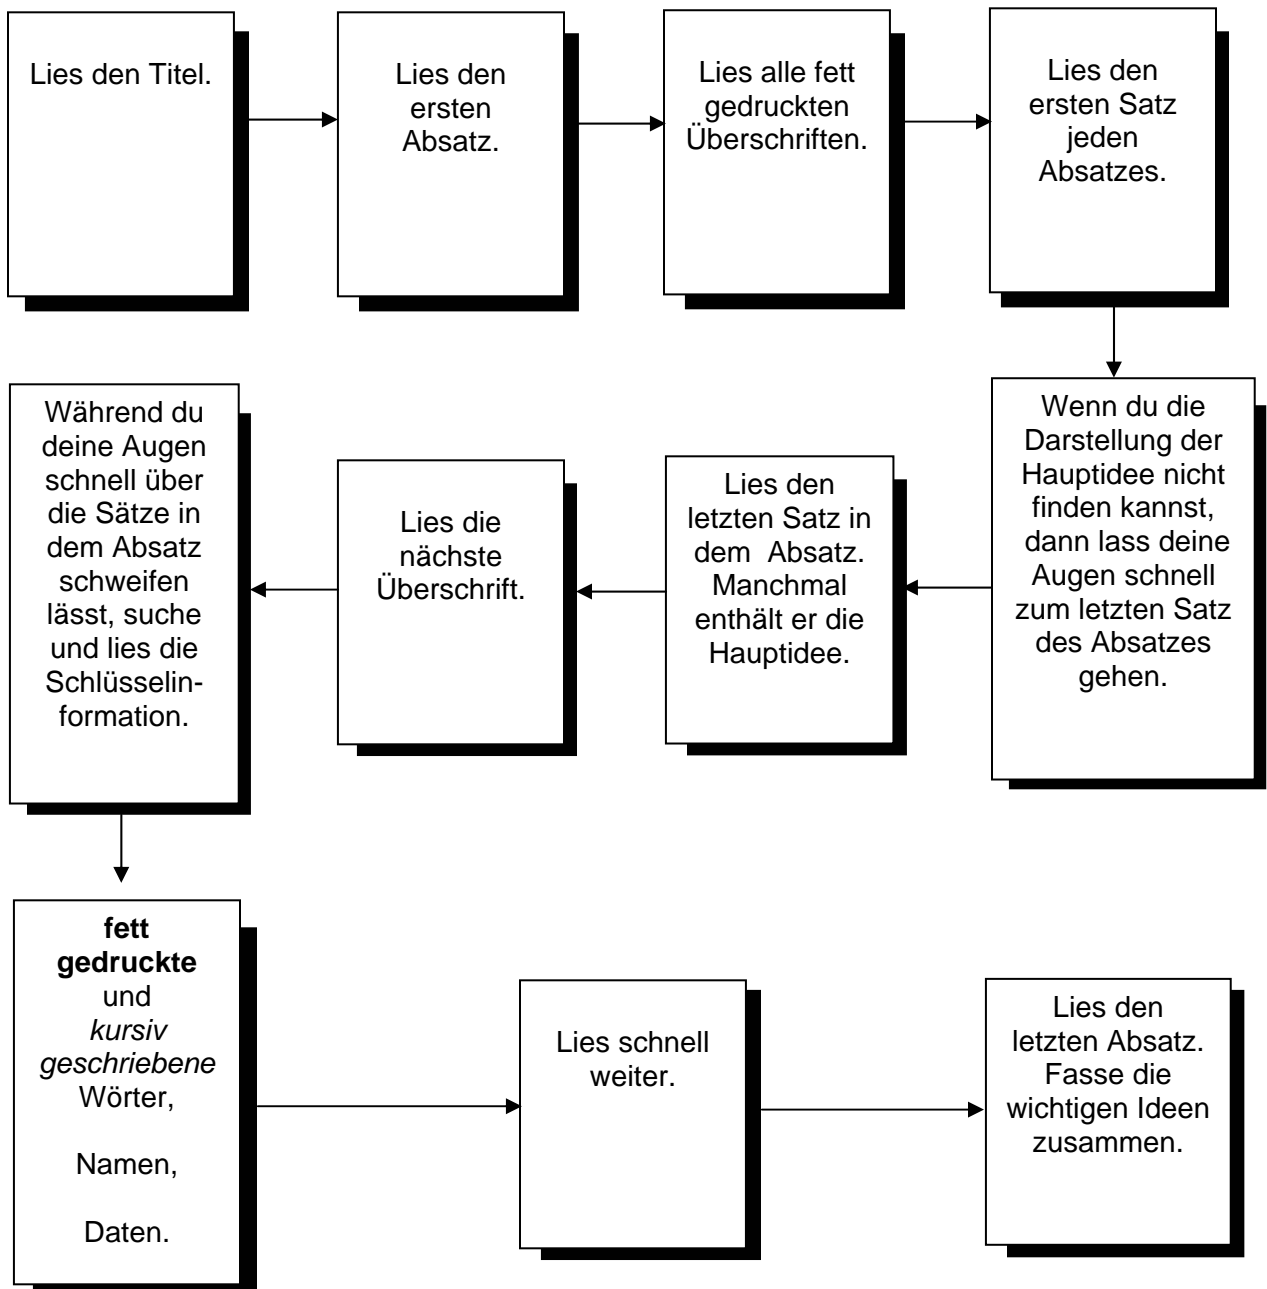 Lies den Titel.
Lies den
ersten
Absatz.
Lies alle fett
gedruckten
Überschriften.
Lies den
ersten Satz
jeden
Absatzes.
Wenn du die
Darstellung der
Hauptidee nicht
finden kannst,
dann lass deine
Augen schnell
zum letzten Satz
des Absatzes
gehen.
Lies den
letzten Satz in
dem Absatz.
Manchmal
enthält er die
Hauptidee.
Lies die
nächste
Überschrift.
Während du
deine Augen
schnell über
die Sätze in
dem Absatz
schweifen
lässt, suche
und lies die
Schlüsselin-
formation.
fett
gedruckte
und
kursiv
geschriebene
Wörter,
Namen,
Daten.
Lies schnell
weiter.
Lies den
letzten Absatz.
Fasse die
wichtigen Ideen
zusammen.